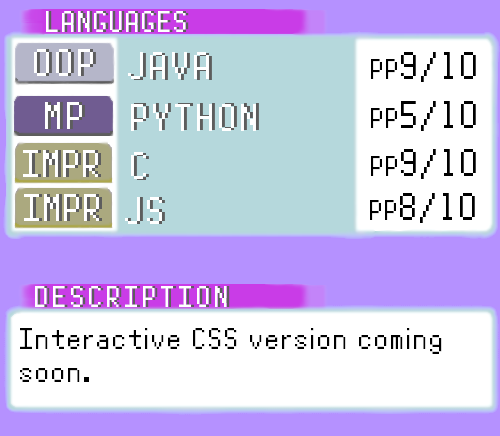 LANGUAGES
OOP JAVA PP9/10
MP PYTHON PP5/10
IMPR C PP9/10
IMPR JS PP8/10
DESCRIPTION
Interactive CSS version coming
soon.